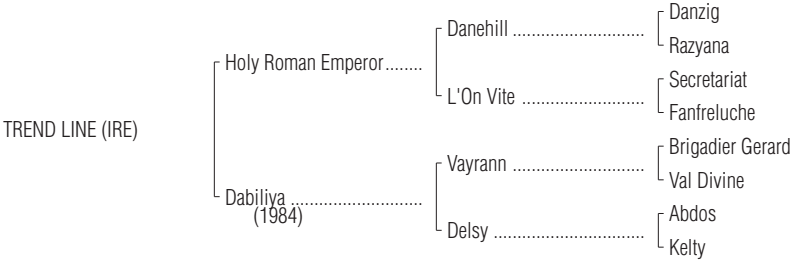 Danzig
Danehill ............................
Razyana
Holy Roman Emperor........
Secretariat
L'On Vite ..........................
Fanfreluche
TREND LINE (IRE)
Brigadier Gerard
Vayrann ............................
Val Divine
Dabiliya ............................
(1984)
Abdos
Delsy ................................
Kelty